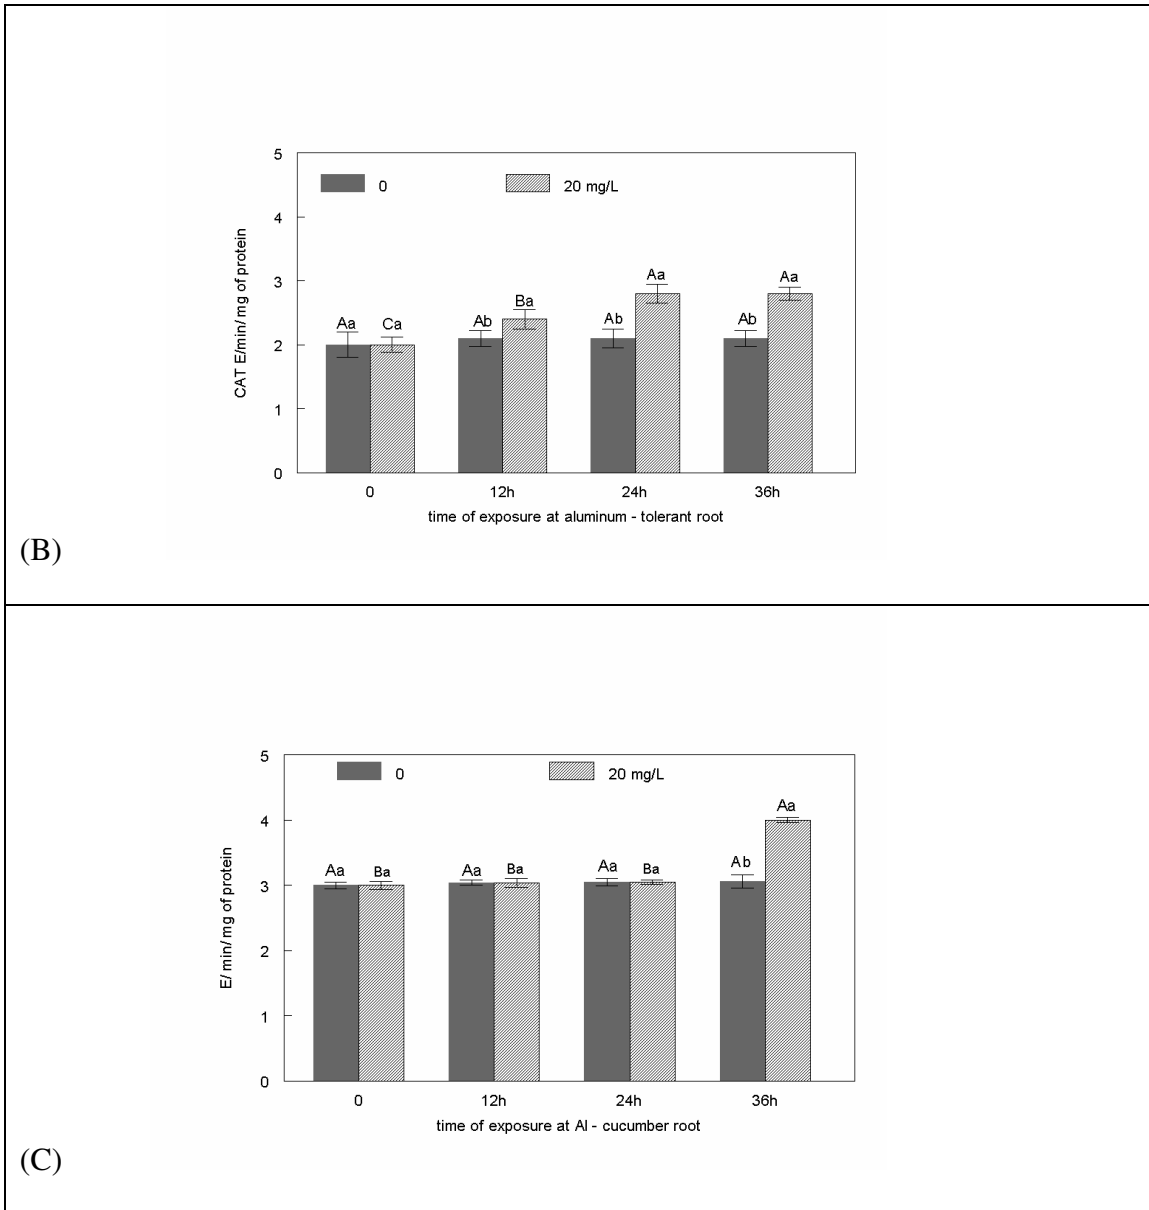 5
0
20 mg/L
4
CAT E/min/mg of protein
3
Aa
Aa
Ba
Aa
Ca
Ab
Ab
Ab
2
1
0
0
12h
24h
36h
time of exposure at aluminum - tolerant root
(B)
5
0
20 mg/L
4
Aa
E/min/mg of protein
3
Aa
Ba
Aa
Ba
Aa
Ba
Ab
2
1
0
0
12h
24h
36h
time of exposure at Al - cucumber root
(C)